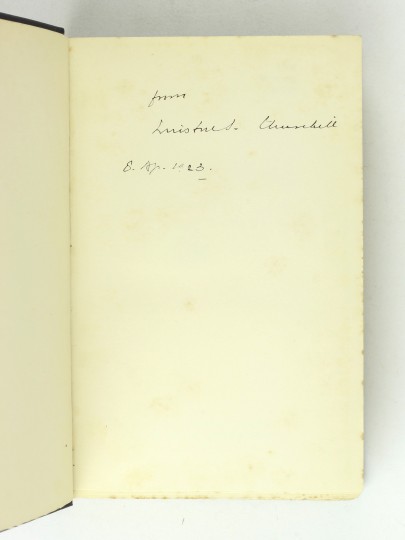 from
Winston S. Churchill
8. Ap. 1923.